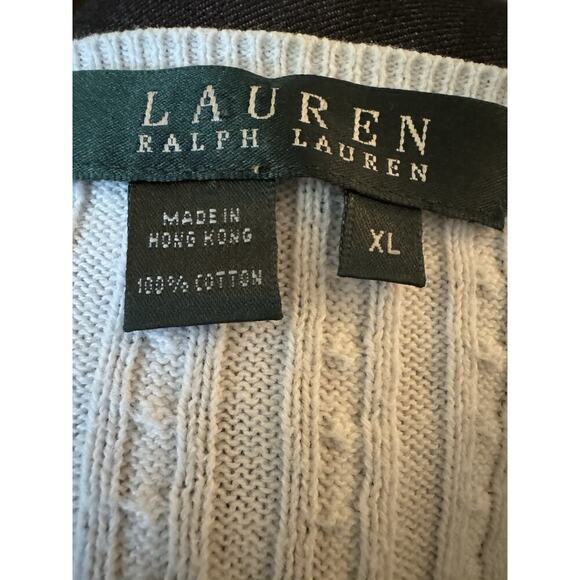 LAUREN
RALPH LAUREN
MADE IN
HONG KONG
100% COTTON
XL